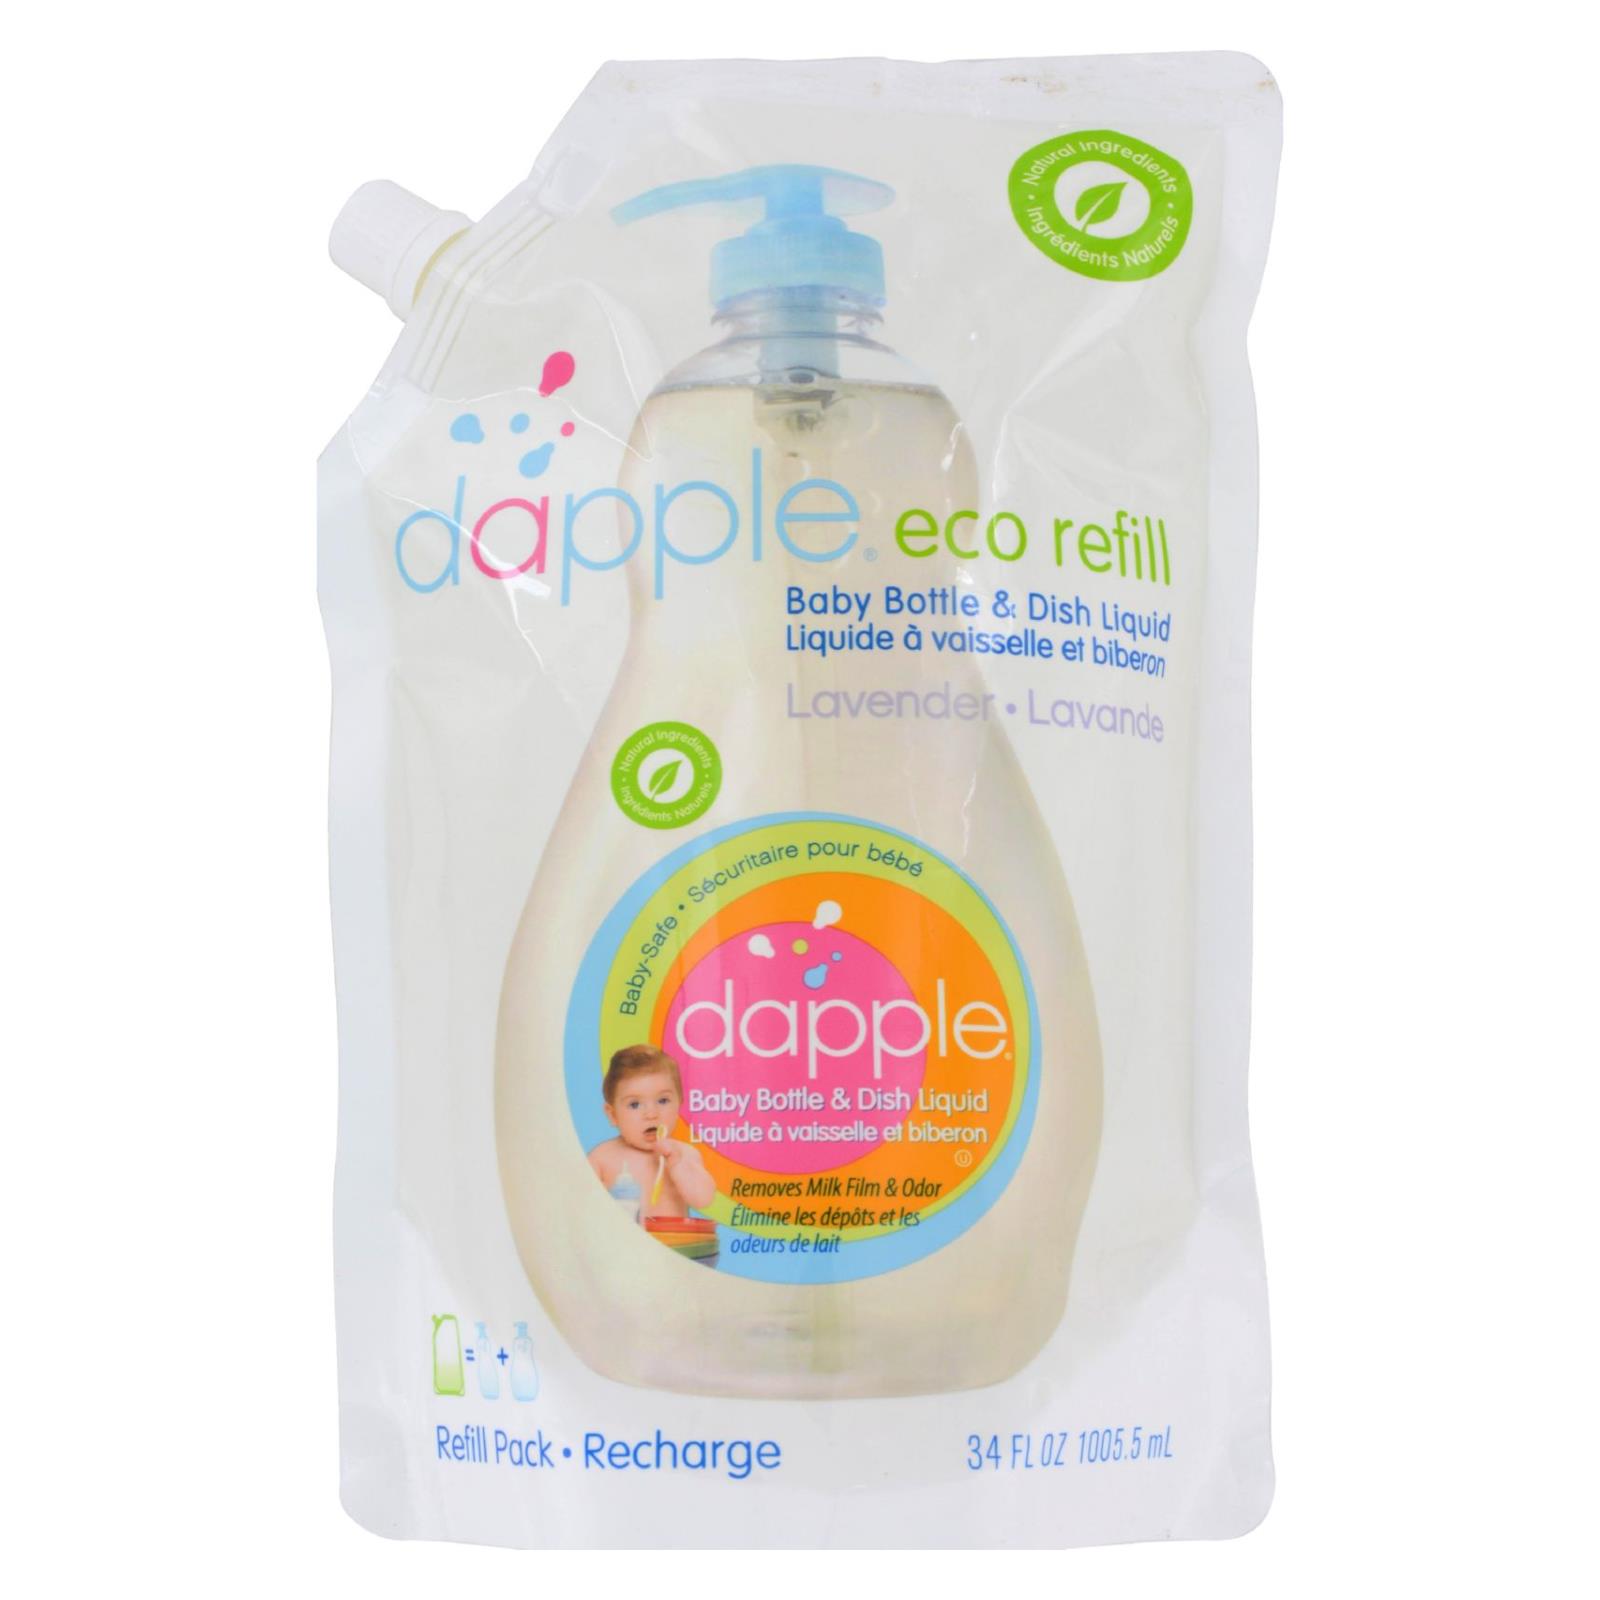 Natural Ingredients •
Ingrédients Naturels •
dapple® eco refill
Baby Bottle & Dish Liquid
Liquide à vaisselle et biberon
Lavender • Lavande
Natural Ingredients •
Ingrédients Naturels •
Baby-Safe • Sécuritaire pour bébé
dapple®
Baby Bottle & Dish Liquid
Liquide à vaisselle et biberon
U
Removes Milk Film & Odor
Élimine les dépôts et les
odeurs de lait
= +
Refill Pack • Recharge
34 FL OZ 1005.5 mL